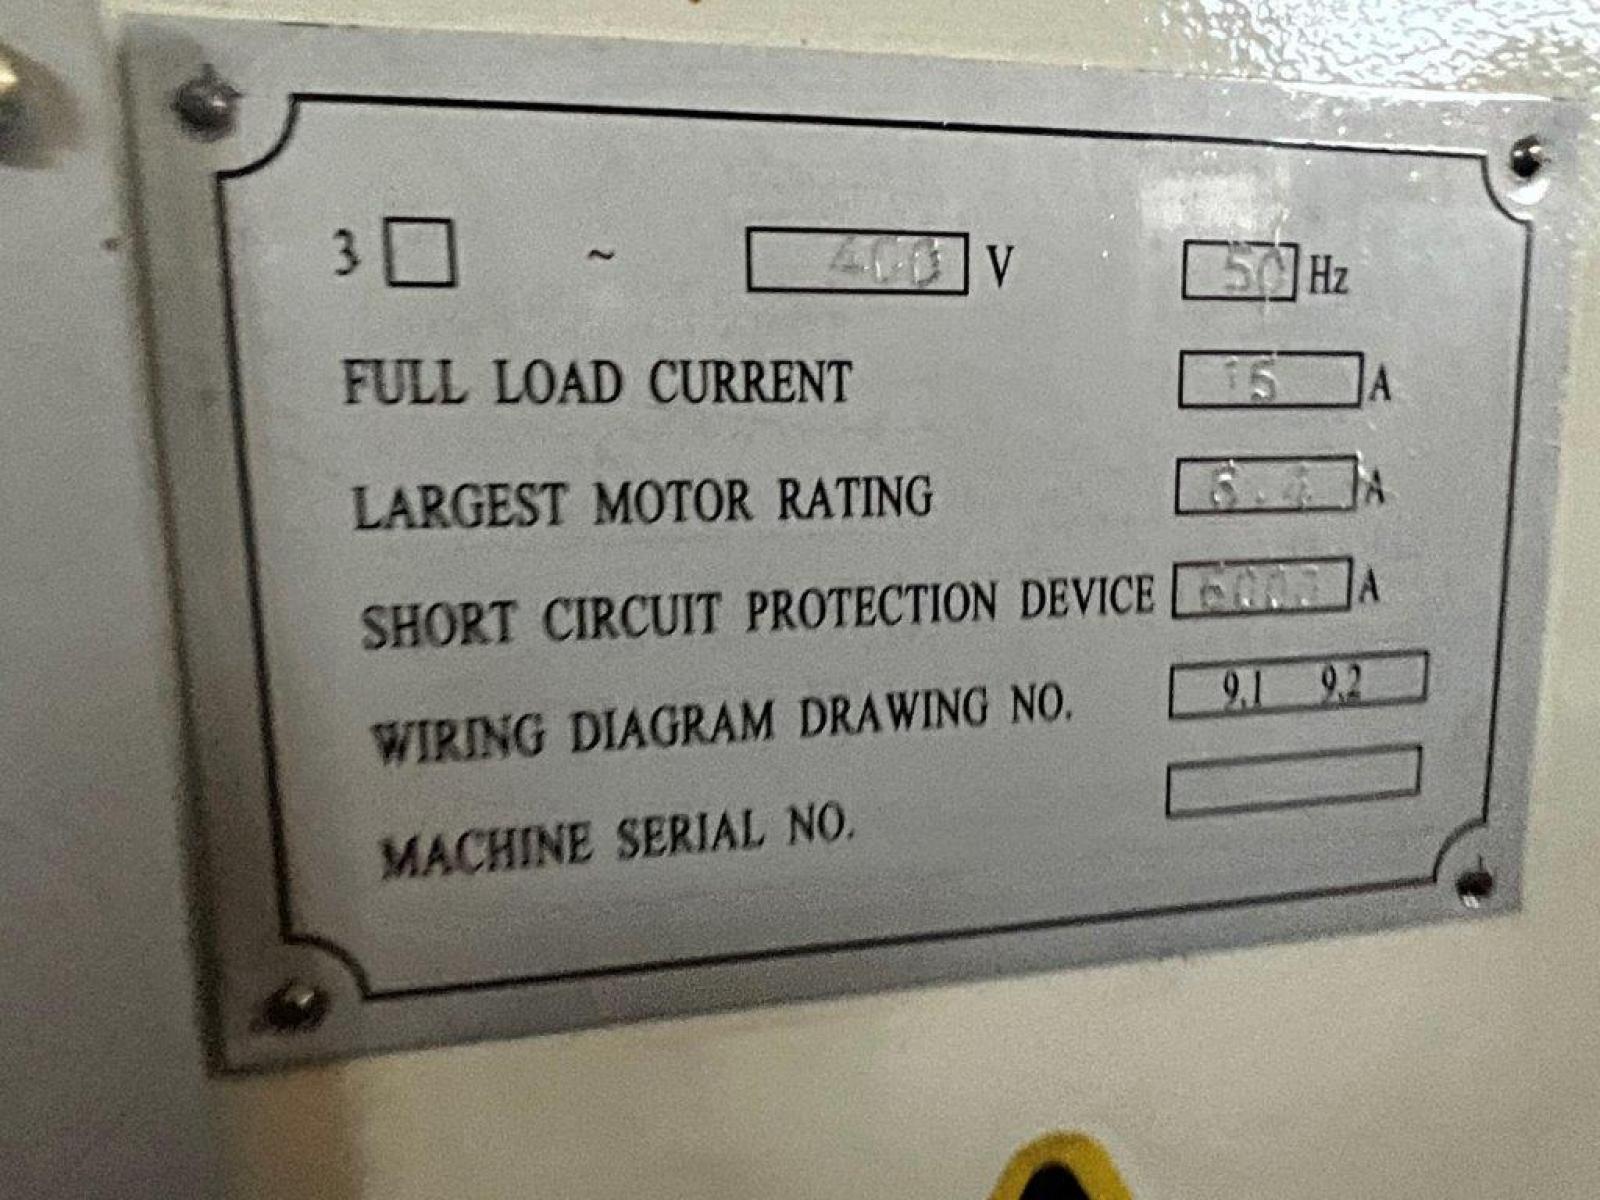 3 □ ~ 400 V 50 Hz
FULL LOAD CURRENT 15 A
LARGEST MOTOR RATING A
SHORT CIRCUIT PROTECTION DEVICE 6000 A
WIRING DIAGRAM DRAWING NO. 9.1 9.2
MACHINE SERIAL NO.